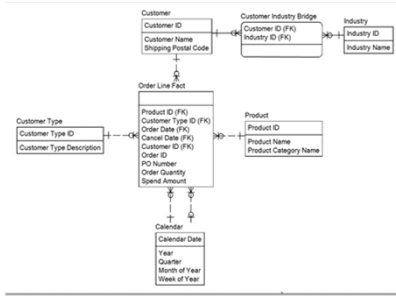 Customer
Customer ID
Customer Name
Shipping Postal Code
Customer Industry Bridge
Customer ID (FK)
Industry ID (FK)
Industry
Industry ID
Industry Name
Order Line Fact
Product ID (FK)
Customer Type ID (FK)
Order Date (FK)
Cancel Date (FK)
Customer ID (FK)
Order ID
PO Number
Order Quantity
Spend Amount
Customer Type
Customer Type ID
Customer Type Description
Product
Product ID
Product Name
Product Category Name
Calendar
Calendar Date
Year
Quarter
Month of Year
Week of Year